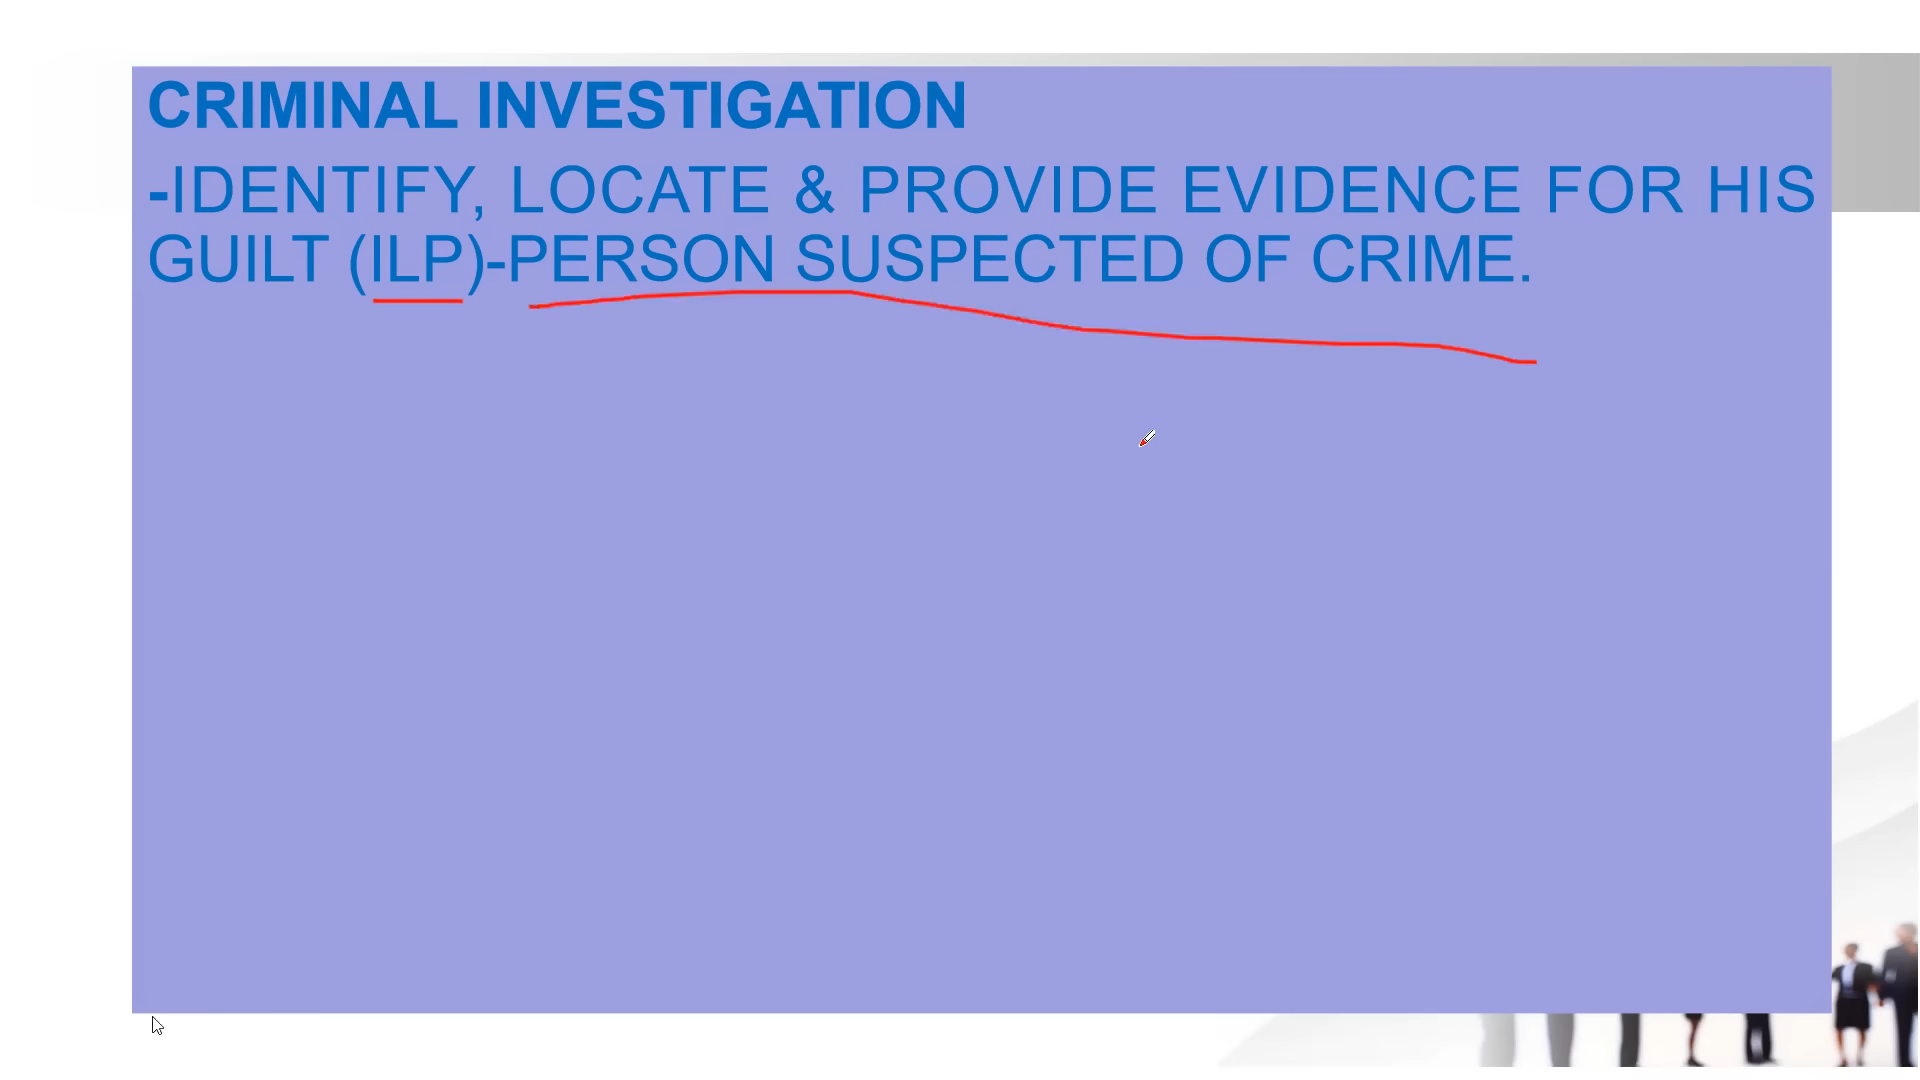 CRIMINAL INVESTIGATION
-IDENTIFY, LOCATE & PROVIDE EVIDENCE FOR HIS
GUILT (ILP)-PERSON SUSPECTED OF CRIME.